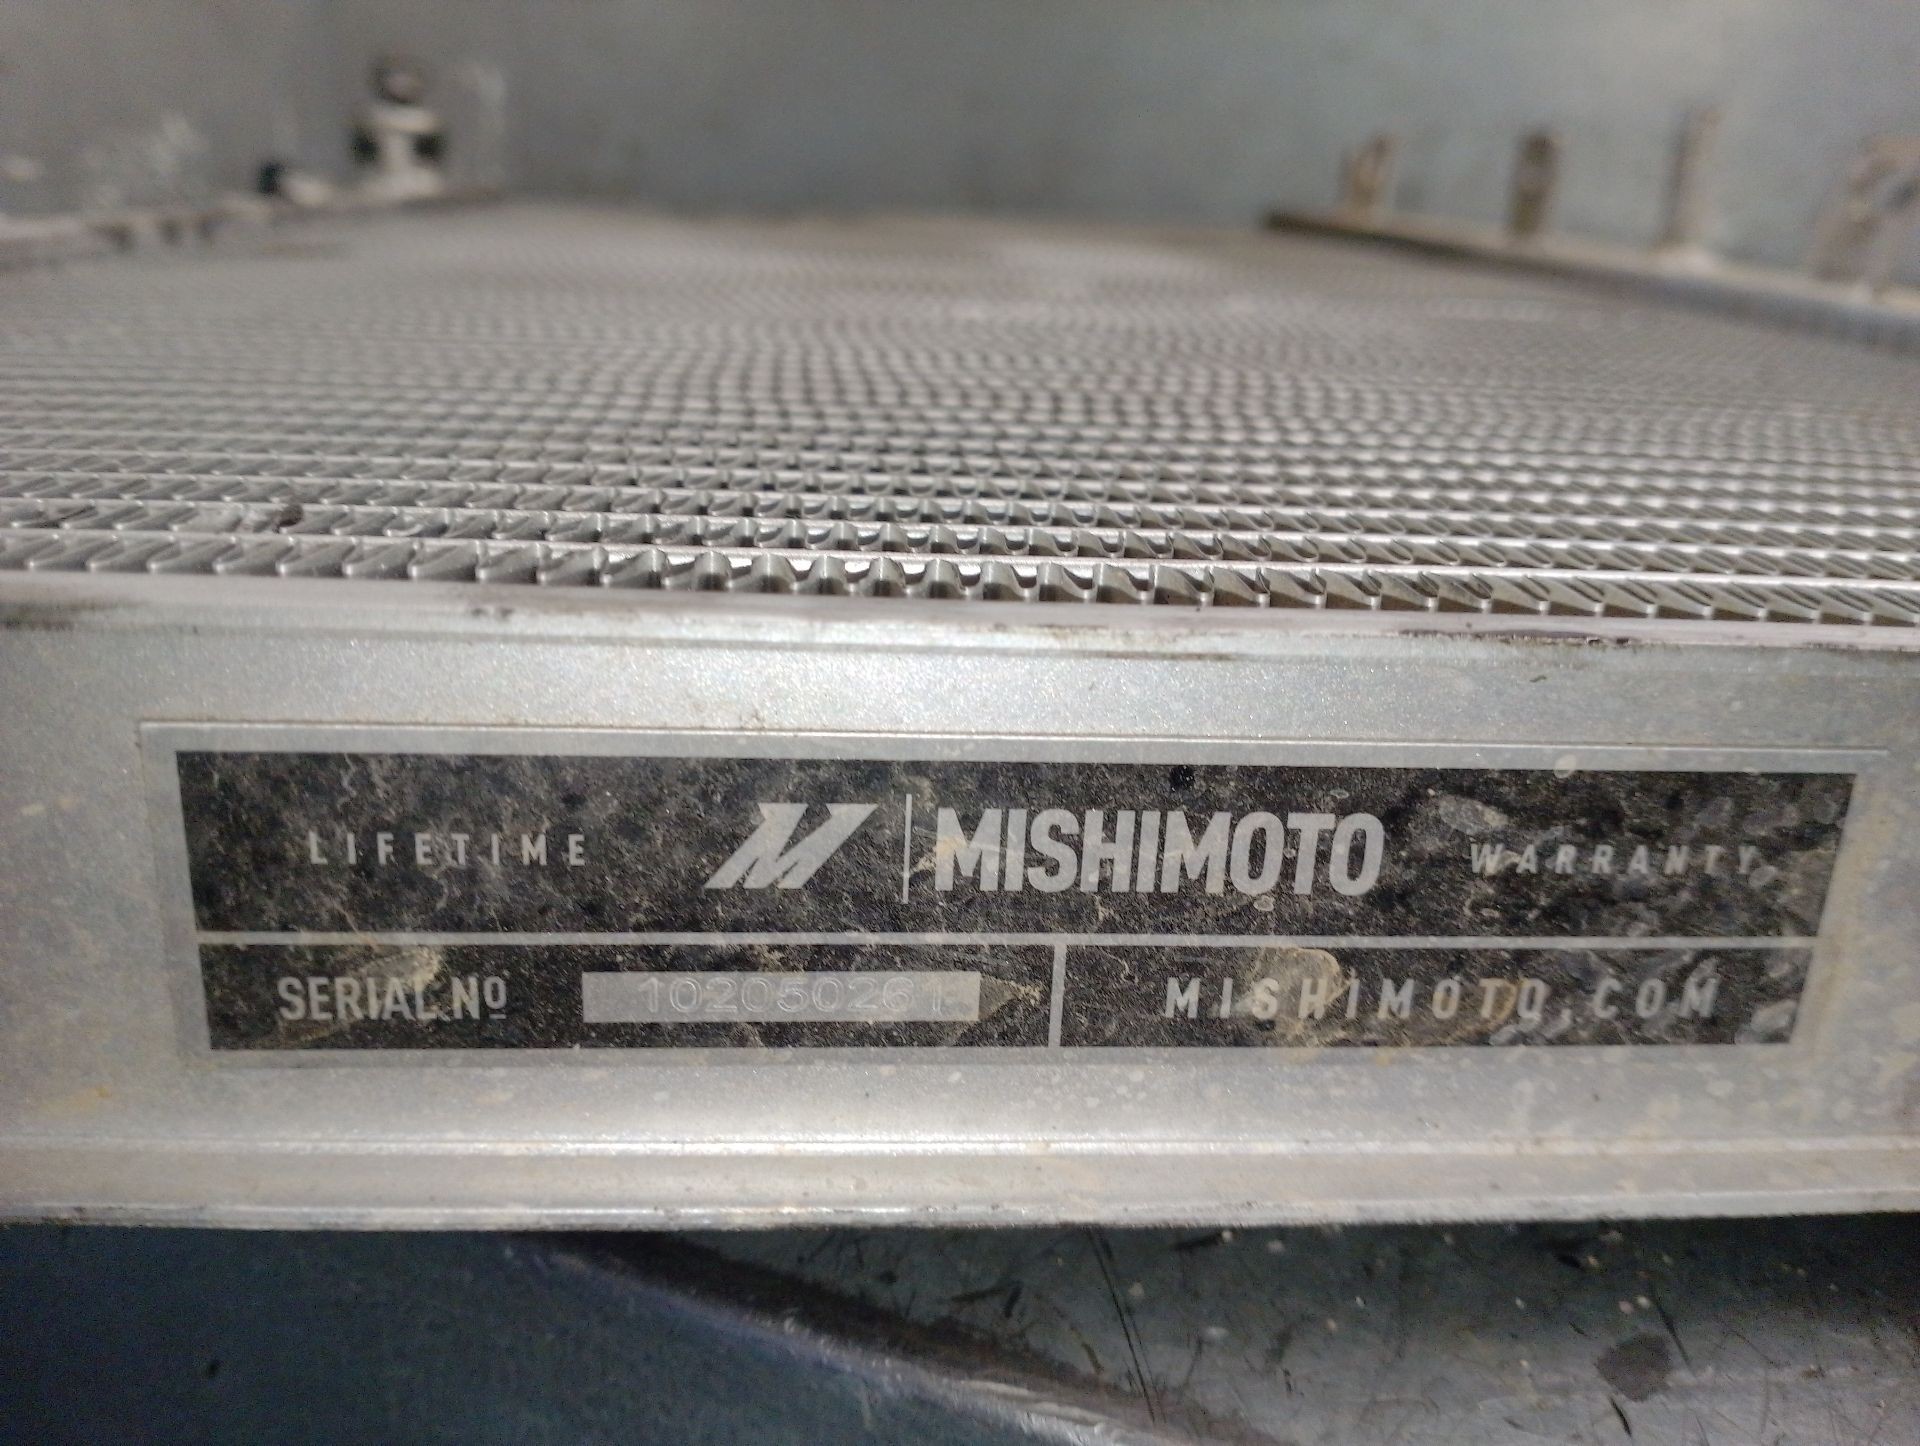 LIFETIME MISHIMOTO WARRANTY
SERIAL Nº 102050261 MISHIMOTO.COM